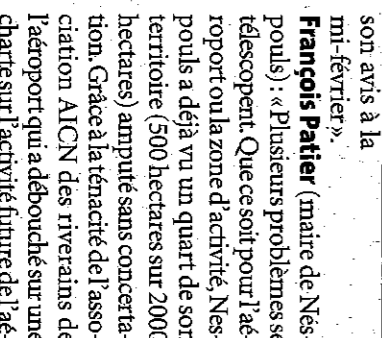 son avis à la
mi-février».
François Patier (maire de Nés-
pouls) : « Plusieurs problèmes se
télescopent. Que ce soit pour l'aé-
roport ou la zone d'activité, Nes-
pouls a déjà vu un quart de son
territoire (500 hectares sur 2000
hectares) amputé sans concerta-
tion. Grâce à la ténacité de l'asso-
ciation AICN des riverains de
l'aéroport qui a débouché sur une
charte sur l'activité future de l'aé-